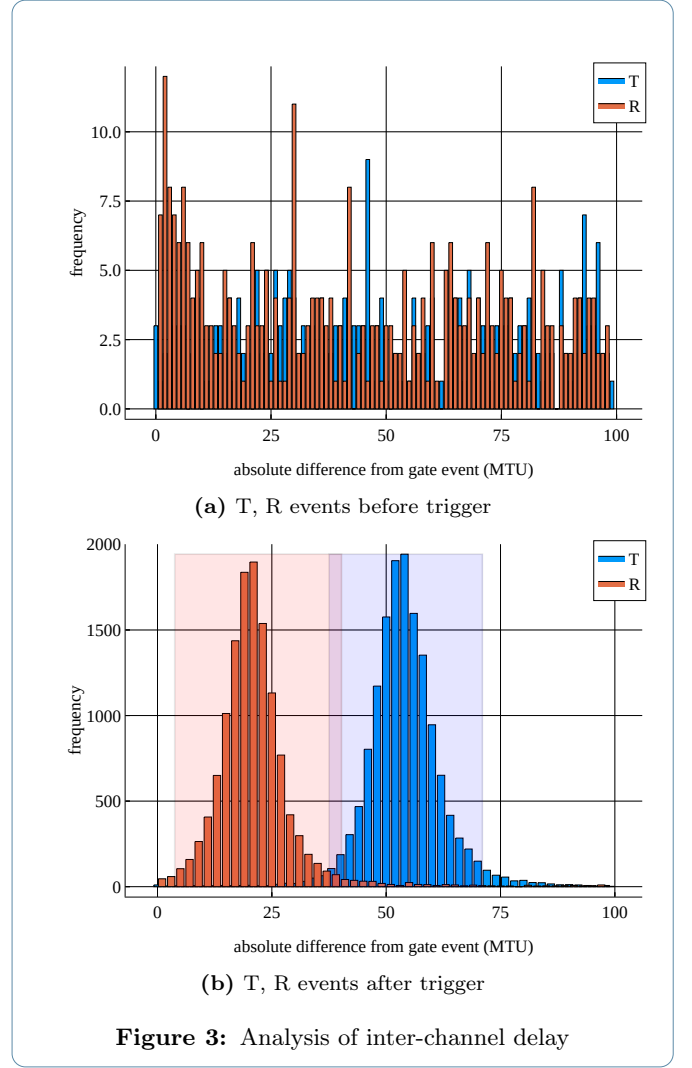 T
R
10.0
7.5
5.0
2.5
0.0
frequency
0 25 50 75 100
absolute difference from gate event (MTU)
(a) T, R events before trigger
T
R
2000
1500
1000
500
0
frequency
0 25 50 75 100
absolute difference from gate event (MTU)
(b) T, R events after trigger
Figure 3: Analysis of inter-channel delay